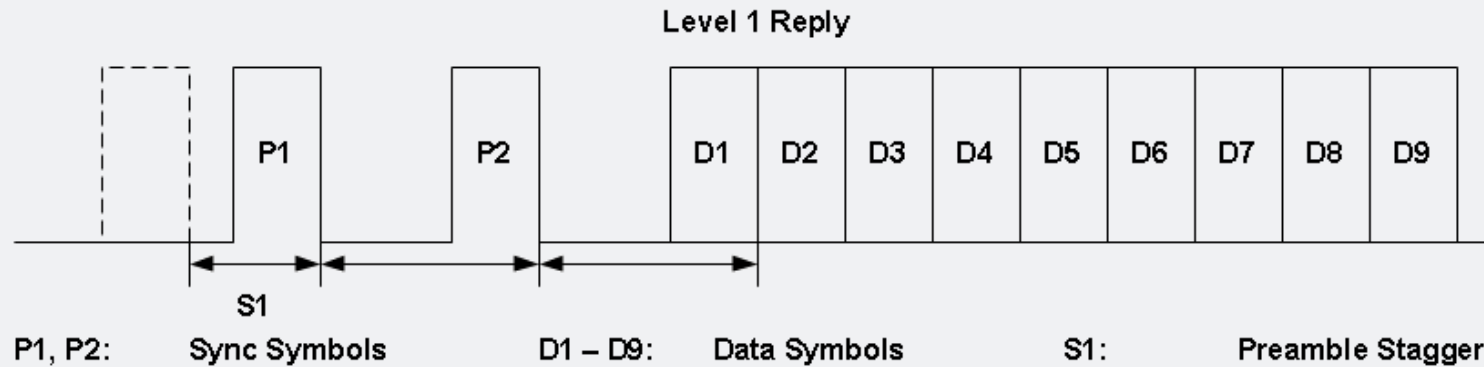 Level 1 Reply
P1 P2 D1 D2 D3 D4 D5 D6 D7 D8 D9
S1
P1, P2: Sync Symbols D1 – D9: Data Symbols S1: Preamble Stagger